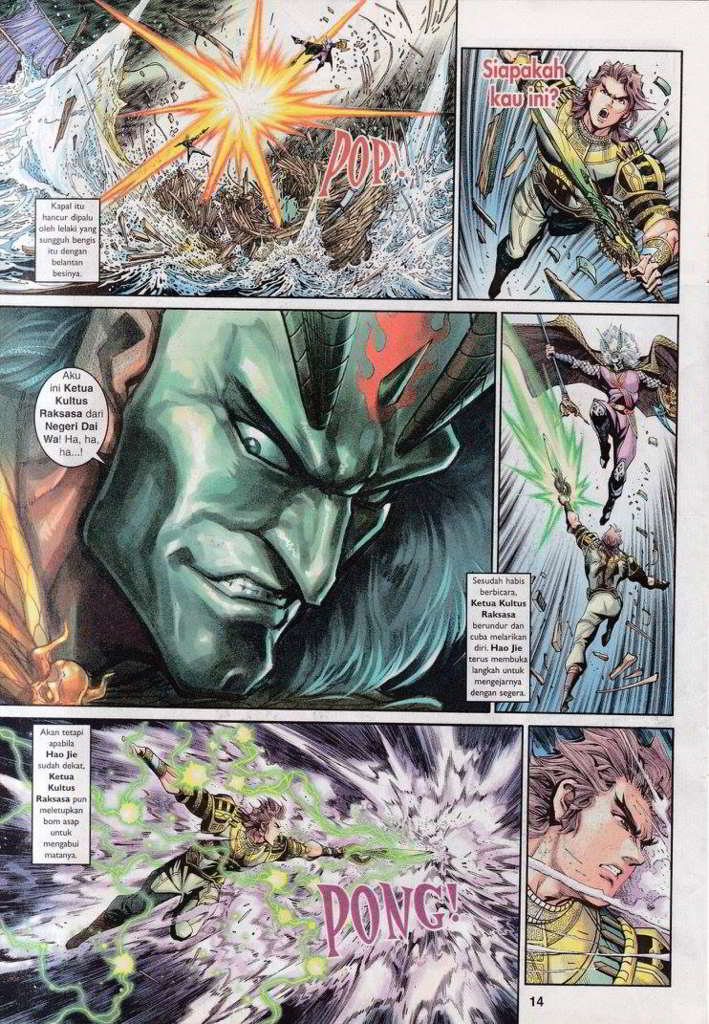 POP!
Kapal itu
hancur dipalu
oleh lelaki yang
sungguh bengis
itu dengan
belantan
besinya.
Siapakah
kau ini?
Aku
ini Ketua
Kultus
Raksasa dari
Negeri Dai
Wa! Ha, ha,
ha...!
Sesudah habis
berbicara,
Ketua Kultus
Raksasa
berundur dan
cuba melarikan
diri. Hao Jie
terus membuka
langkah untuk
mengejarnya
dengan segera.
Akan tetapi
apabila
Hao Jie
sudah dekat,
Ketua
Kultus
Raksasa pun
meletupkan
bom asap
untuk
mengabui
matanya.
PONG!
14